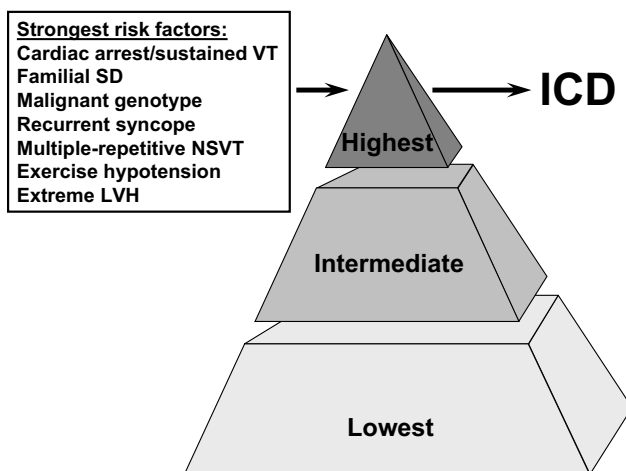 Strongest risk factors:
Cardiac arrest/sustained VT
Familial SD
Malignant genotype
Recurrent syncope
Multiple-repetitive NSVT
Exercise hypotension
Extreme LVH
ICD
Highest
Intermediate
Lowest